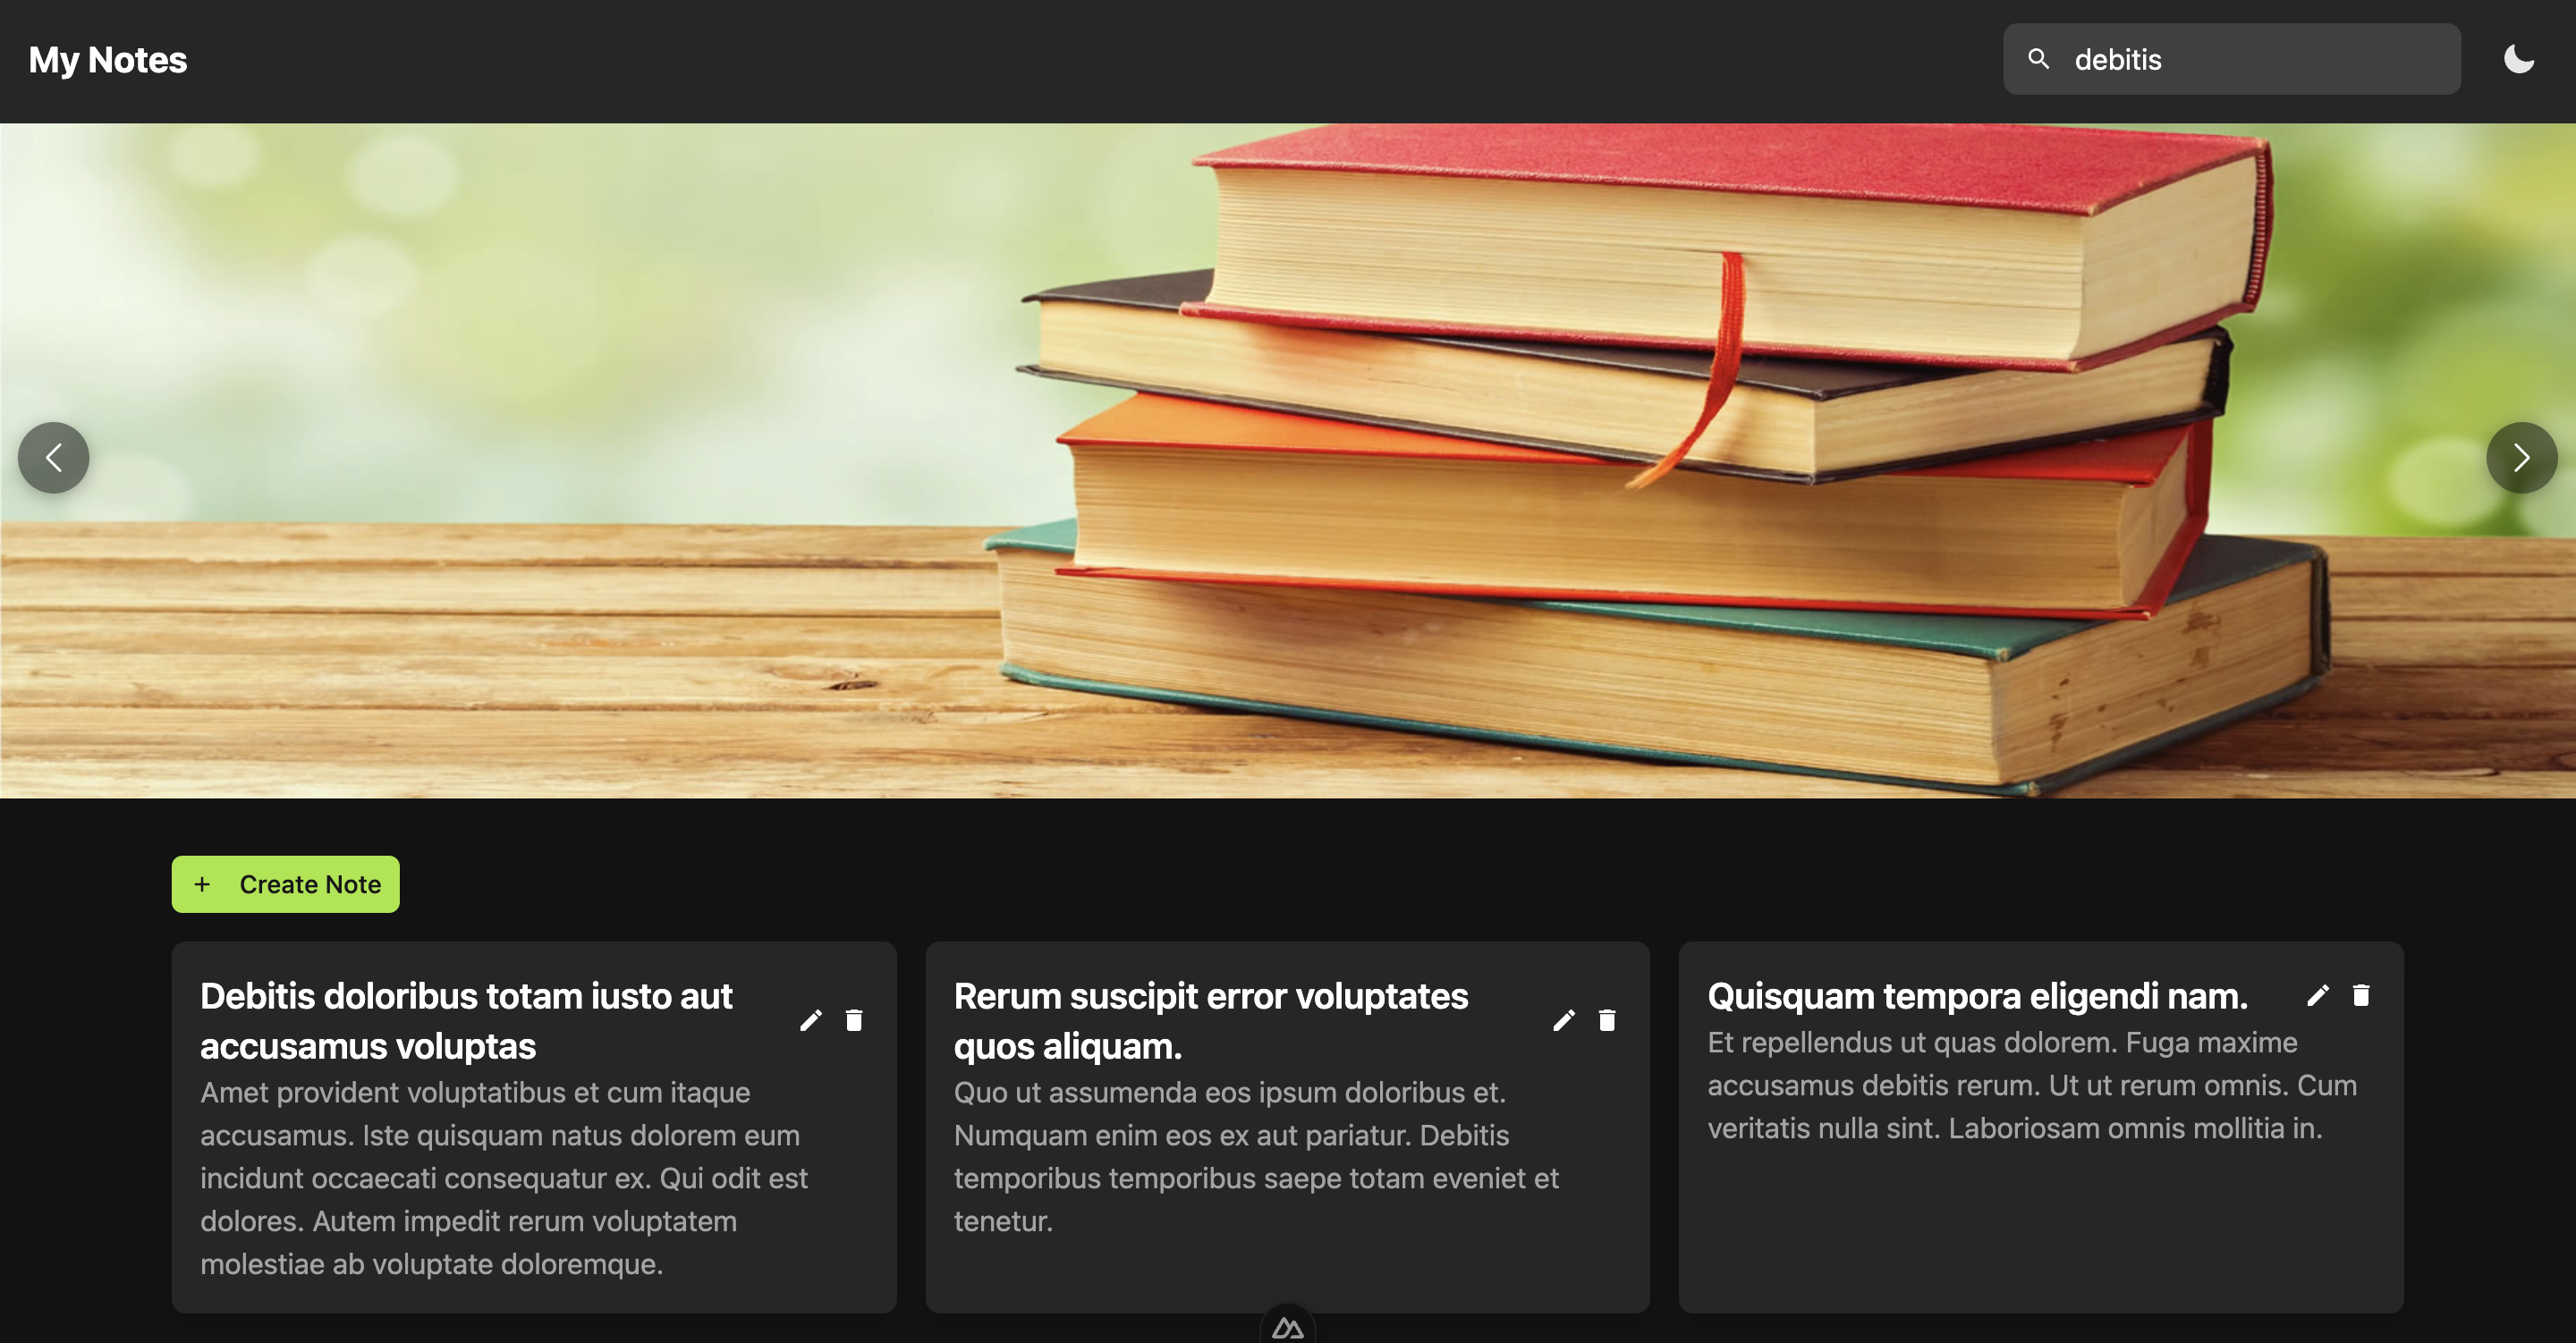 My Notes
debitis
Create Note
Debitis doloribus totam iusto aut
accusamus voluptas
Amet provident voluptatibus et cum itaque
accusamus. Iste quisquam natus dolorem eum
incidunt occaecati consequatur ex. Qui odit est
dolores. Autem impedit rerum voluptatem
molestiae ab voluptate doloremque.
Rerum suscipit error voluptates
quos aliquam.
Quo ut assumenda eos ipsum doloribus et.
Numquam enim eos ex aut pariatur. Debitis
temporibus temporibus saepe totam eveniet et
tenetur.
Quisquam tempora eligendi nam.
Et repellendus ut quas dolorem. Fuga maxime
accusamus debitis rerum. Ut ut rerum omnis. Cum
veritatis nulla sint. Laboriosam omnis mollitia in.